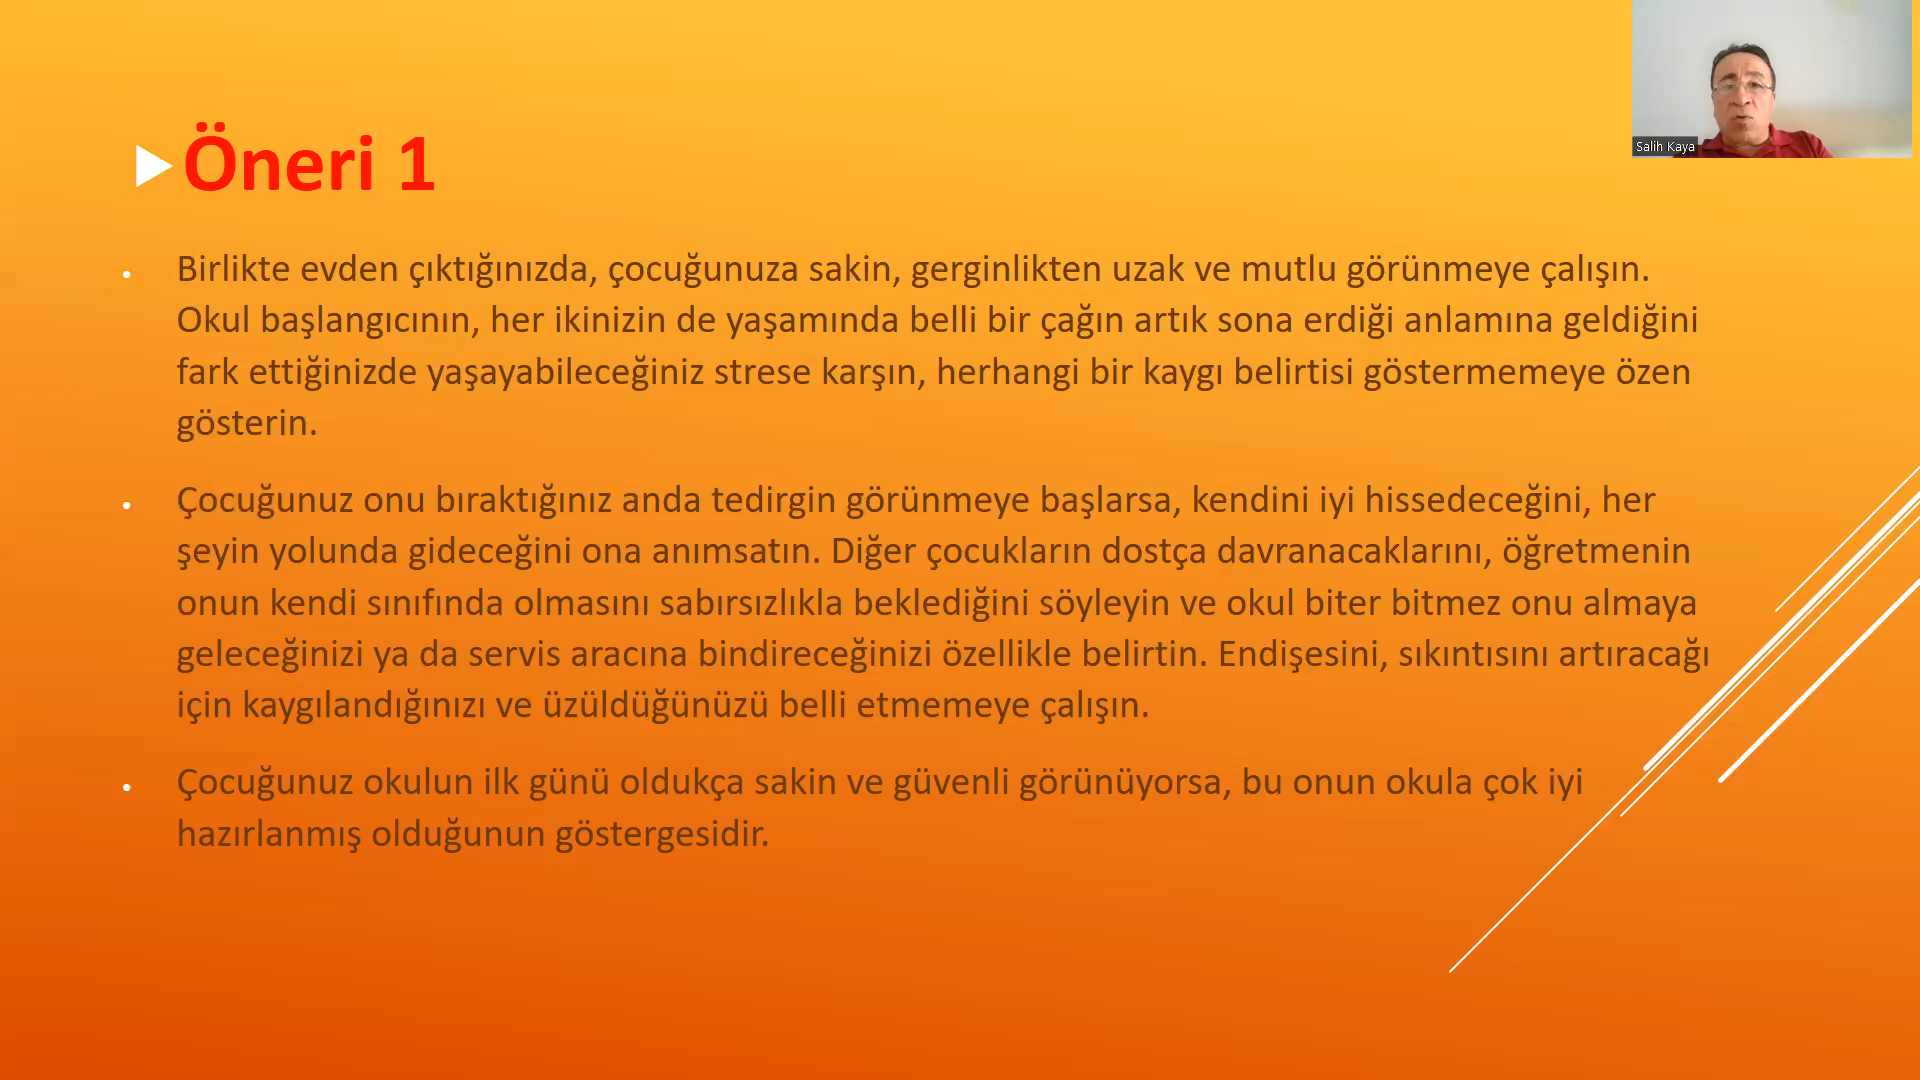 Salih Kaya
Öneri 1
Birlikte evden çıktığınızda, çocuğunuza sakin, gerginlikten uzak ve mutlu görünmeye çalışın.
Okul başlangıcının, her ikinizin de yaşamında belli bir çağın artık sona erdiği anlamına geldiğini
fark ettiğinizde yaşayabileceğiniz strese karşın, herhangi bir kaygı belirtisi göstermemeye özen
gösterin.
Çocuğunuz onu bıraktığınız anda tedirgin görünmeye başlarsa, kendini iyi hissedeceğini, her
şeyin yolunda gideceğini ona anımsatın. Diğer çocukların dostça davranacaklarını, öğretmenin
onun kendi sınıfında olmasını sabırsızlıkla beklediğini söyleyin ve okul biter bitmez onu almaya
geleceğinizi ya da servis aracına bindireceğinizi özellikle belirtin. Endişesini, sıkıntısını artıracağı
için kaygılandığınızı ve üzüldüğünüzü belli etmemeye çalışın.
Çocuğunuz okulun ilk günü oldukça sakin ve güvenli görünüyorsa, bu onun okula çok iyi
hazırlanmış olduğunun göstergesidir.